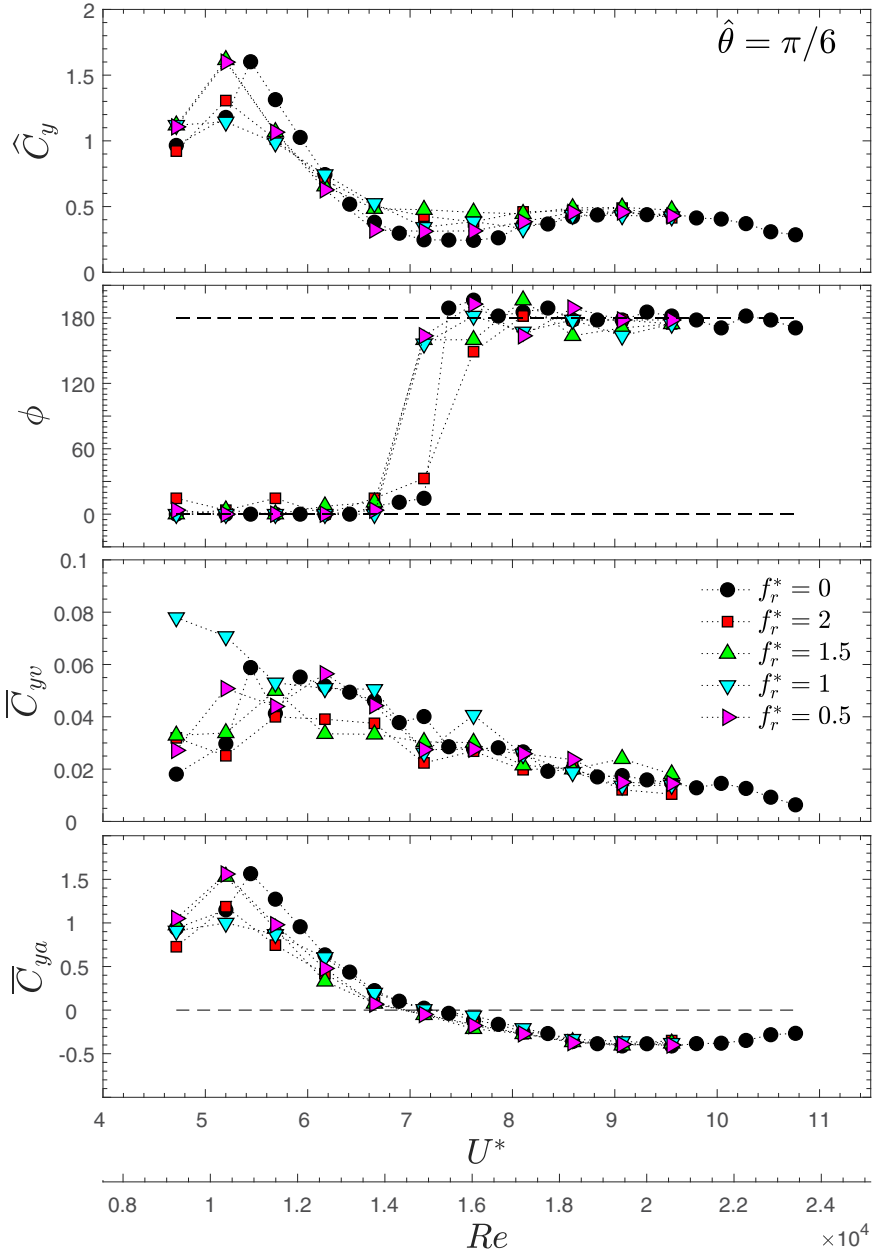 θ̂ = π/6
2
1.5
1
0.5
0
Ĉ_y
180
120
60
0
ϕ
0.1
0.08
0.06
0.04
0.02
0
C̅_yv
f_r^* = 0
f_r^* = 2
f_r^* = 1.5
f_r^* = 1
f_r^* = 0.5
1.5
1
0.5
0
-0.5
C̅_ya
4 5 6 7 8 9 10 11
U^*
0.8 1 1.2 1.4 1.6 1.8 2 2.2 2.4
Re
×10^4